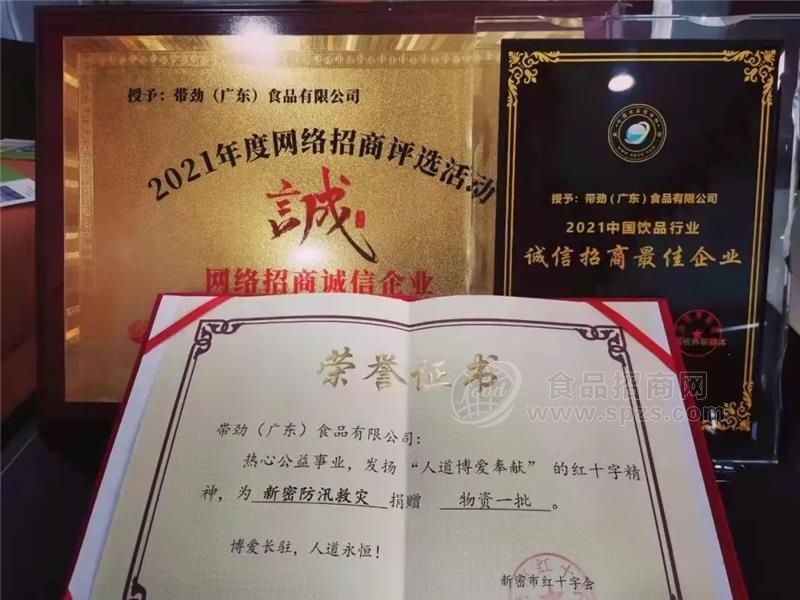 授予：带劲（广东）食品有限公司
2021年度网络招商评选活动
誠
网络招商诚信企业
授予：带劲（广东）食品有限公司
2021中国饮品行业
诚信招商最佳企业
荣誉证书
带劲（广东）食品有限公司：
热心公益事业，发扬“人道博爱奉献”的红十字精
神，为 新密防汛救灾 捐赠 物资一批 。
博爱长驻，人道永恒！
新密市红十字会
food
食品招商网
www.spzs.com